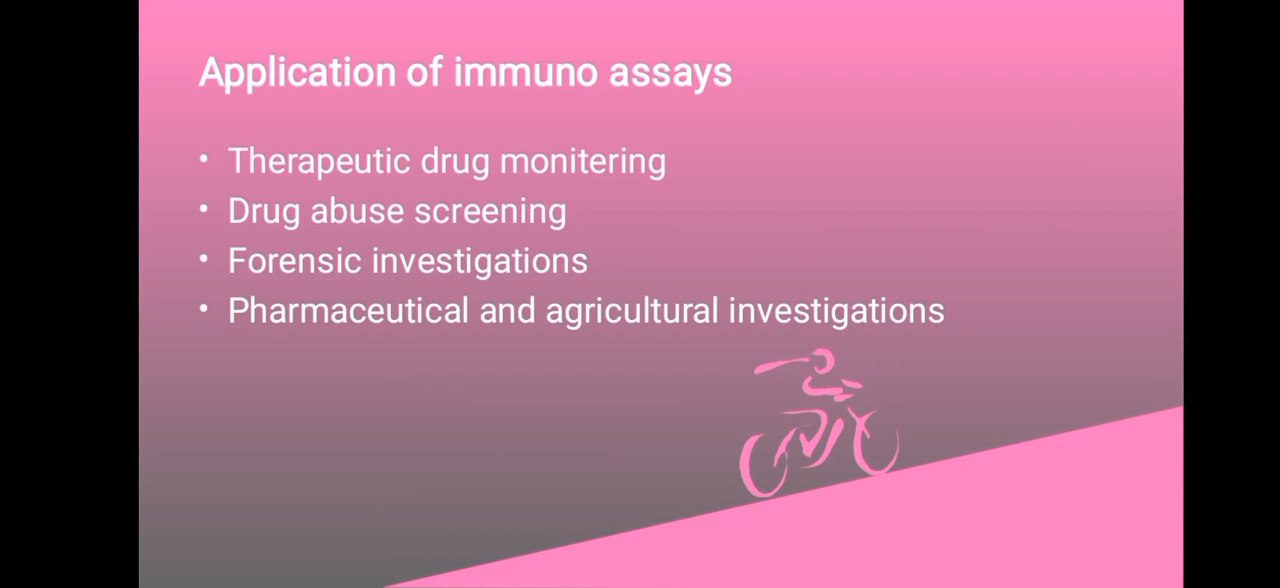 Application of immuno assays
• Therapeutic drug monitering
• Drug abuse screening
• Forensic investigations
• Pharmaceutical and agricultural investigations